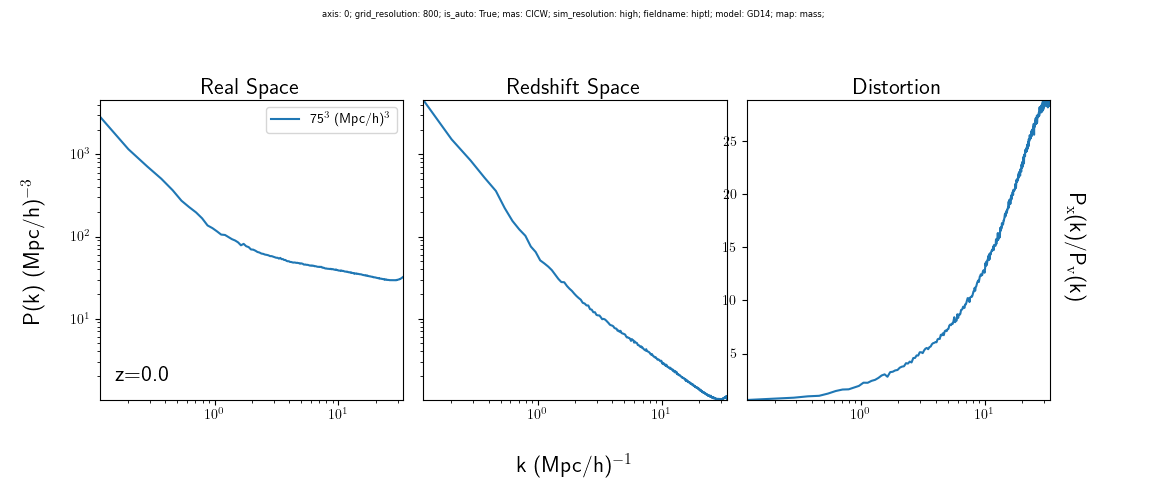 axis: 0; grid_resolution: 800; is_auto: True; mas: CICW; sim_resolution: high; fieldname: hiptl; model: GD14; map: mass;
Real Space
Redshift Space
Distortion
75³ (Mpc/h)³
P(k) (Mpc/h)⁻³
10³
10²
10¹
z=0.0
10⁰ 10¹
10⁰ 10¹
25
20
15
10
5
10⁰ 10¹
Pₓ(k)/Pᵥ(k)
k (Mpc/h)⁻¹